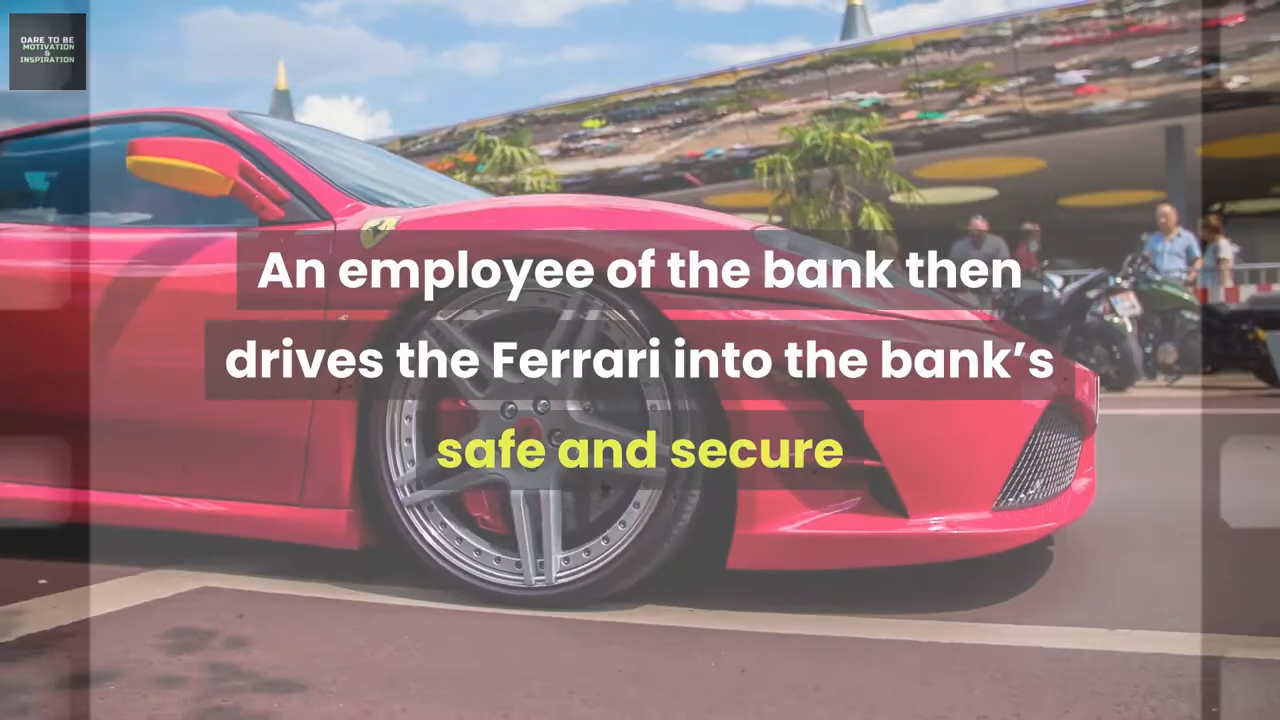 DARE TO BE
MOTIVATION
&
INSPIRATION
An employee of the bank then
drives the Ferrari into the bank’s
safe and secure